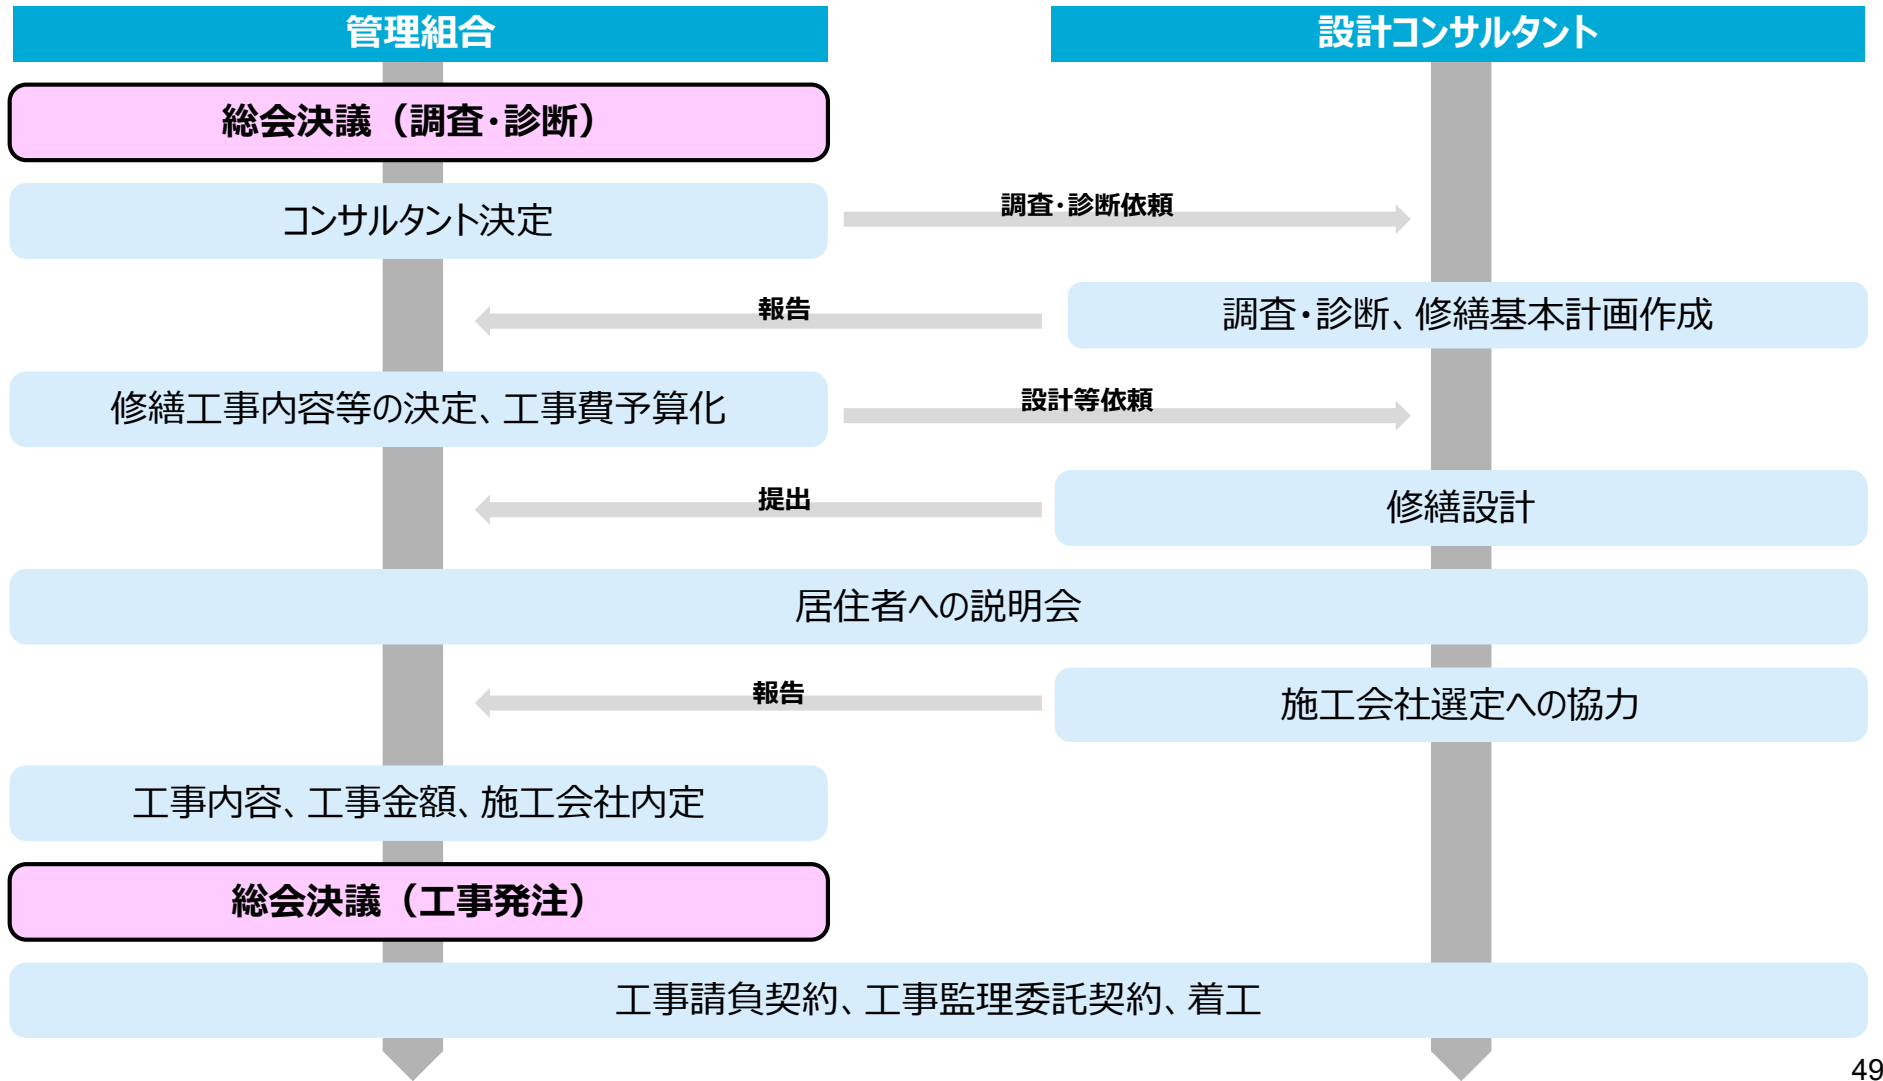 管理組合
設計コンサルタント
総会決議（調査・診断）
コンサルタント決定
調査・診断依頼
報告
調査・診断、修繕基本計画作成
修繕工事内容等の決定、工事費予算化
設計等依頼
提出
修繕設計
居住者への説明会
報告
施工会社選定への協力
工事内容、工事金額、施工会社内定
総会決議（工事発注）
工事請負契約、工事監理委託契約、着工
49